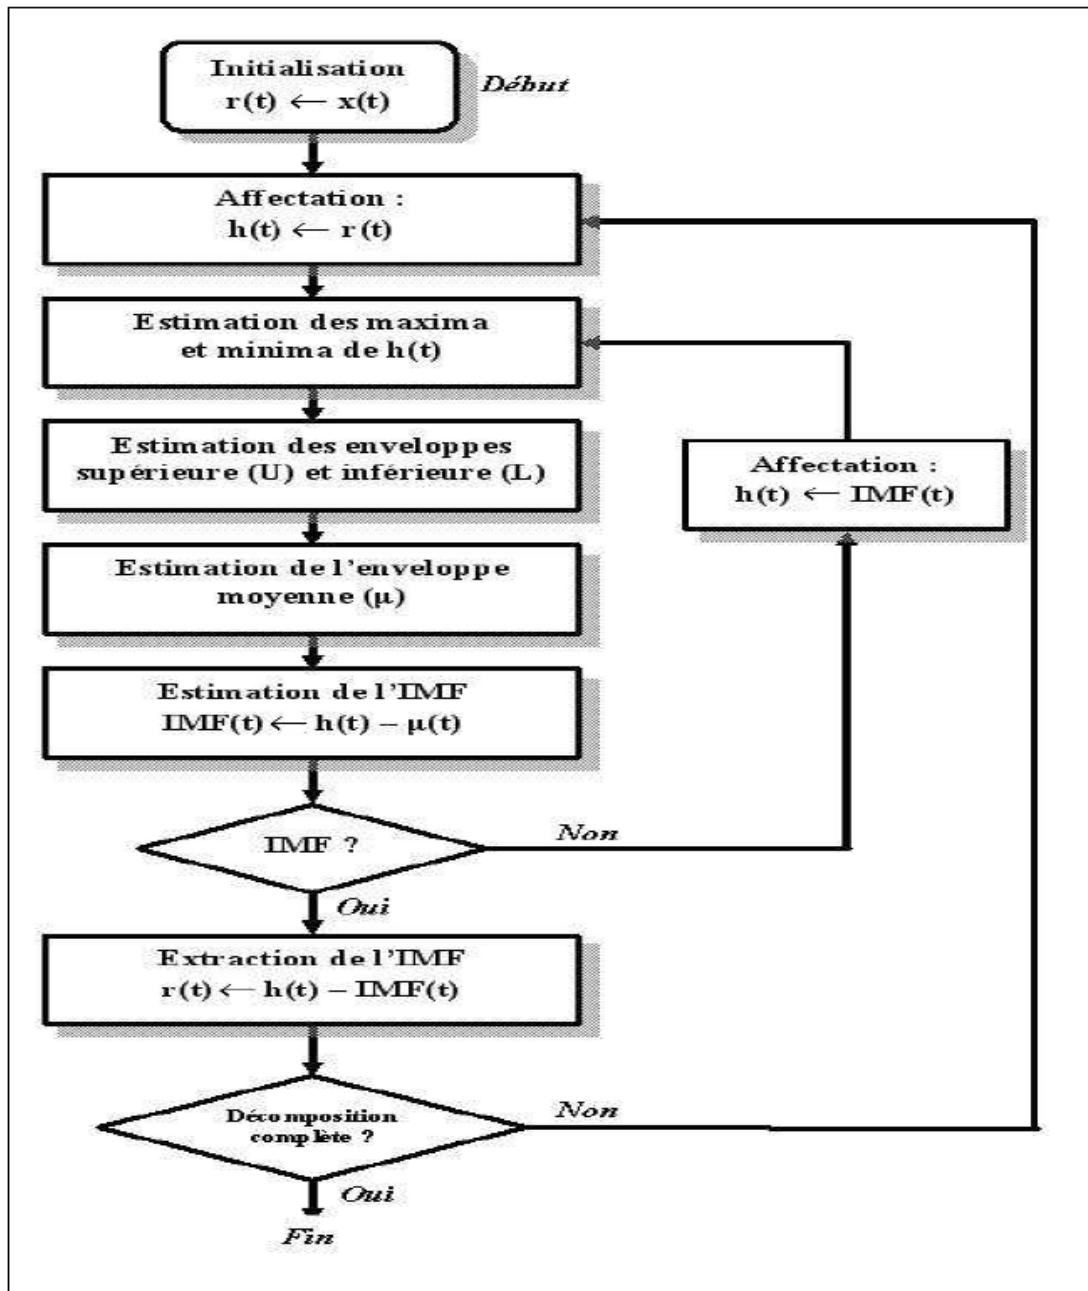 Initialisation
r(t) ← x(t)
Début
Affectation :
h(t) ← r(t)
Estimation des maxima
et minima de h(t)
Estimation des enveloppes
supérieure (U) et inférieure (L)
Affectation :
h(t) ← IMF(t)
Estimation de l'enveloppe
moyenne (μ)
Estimation de l'IMF
IMF(t) ← h(t) – μ(t)
IMF ?
Non
Oui
Extraction de l'IMF
r(t) ← h(t) – IMF(t)
Décomposition
complète ?
Non
Oui
Fin